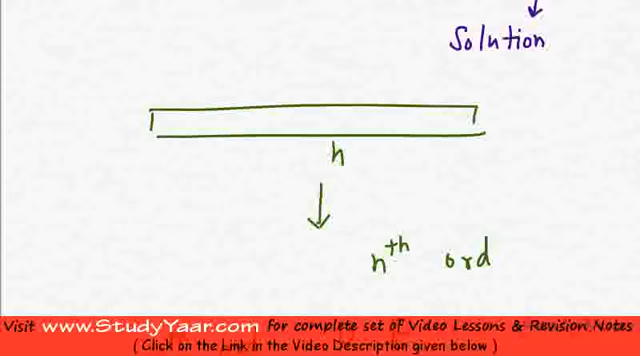 Solution
n
nth ord
Visit www.StudyYaar.com for complete set of Video Lessons & Revision Notes
( Click on the Link in the Video Description given below )